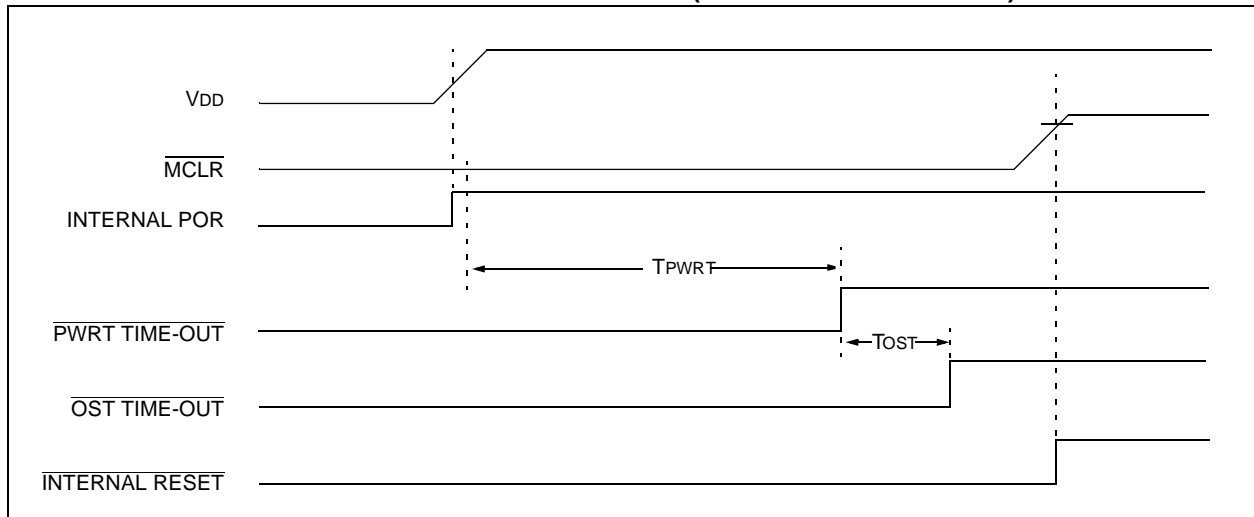 VDD
MCLR
INTERNAL POR
TPWRT
PWRT TIME-OUT
TOST
OST TIME-OUT
INTERNAL RESET